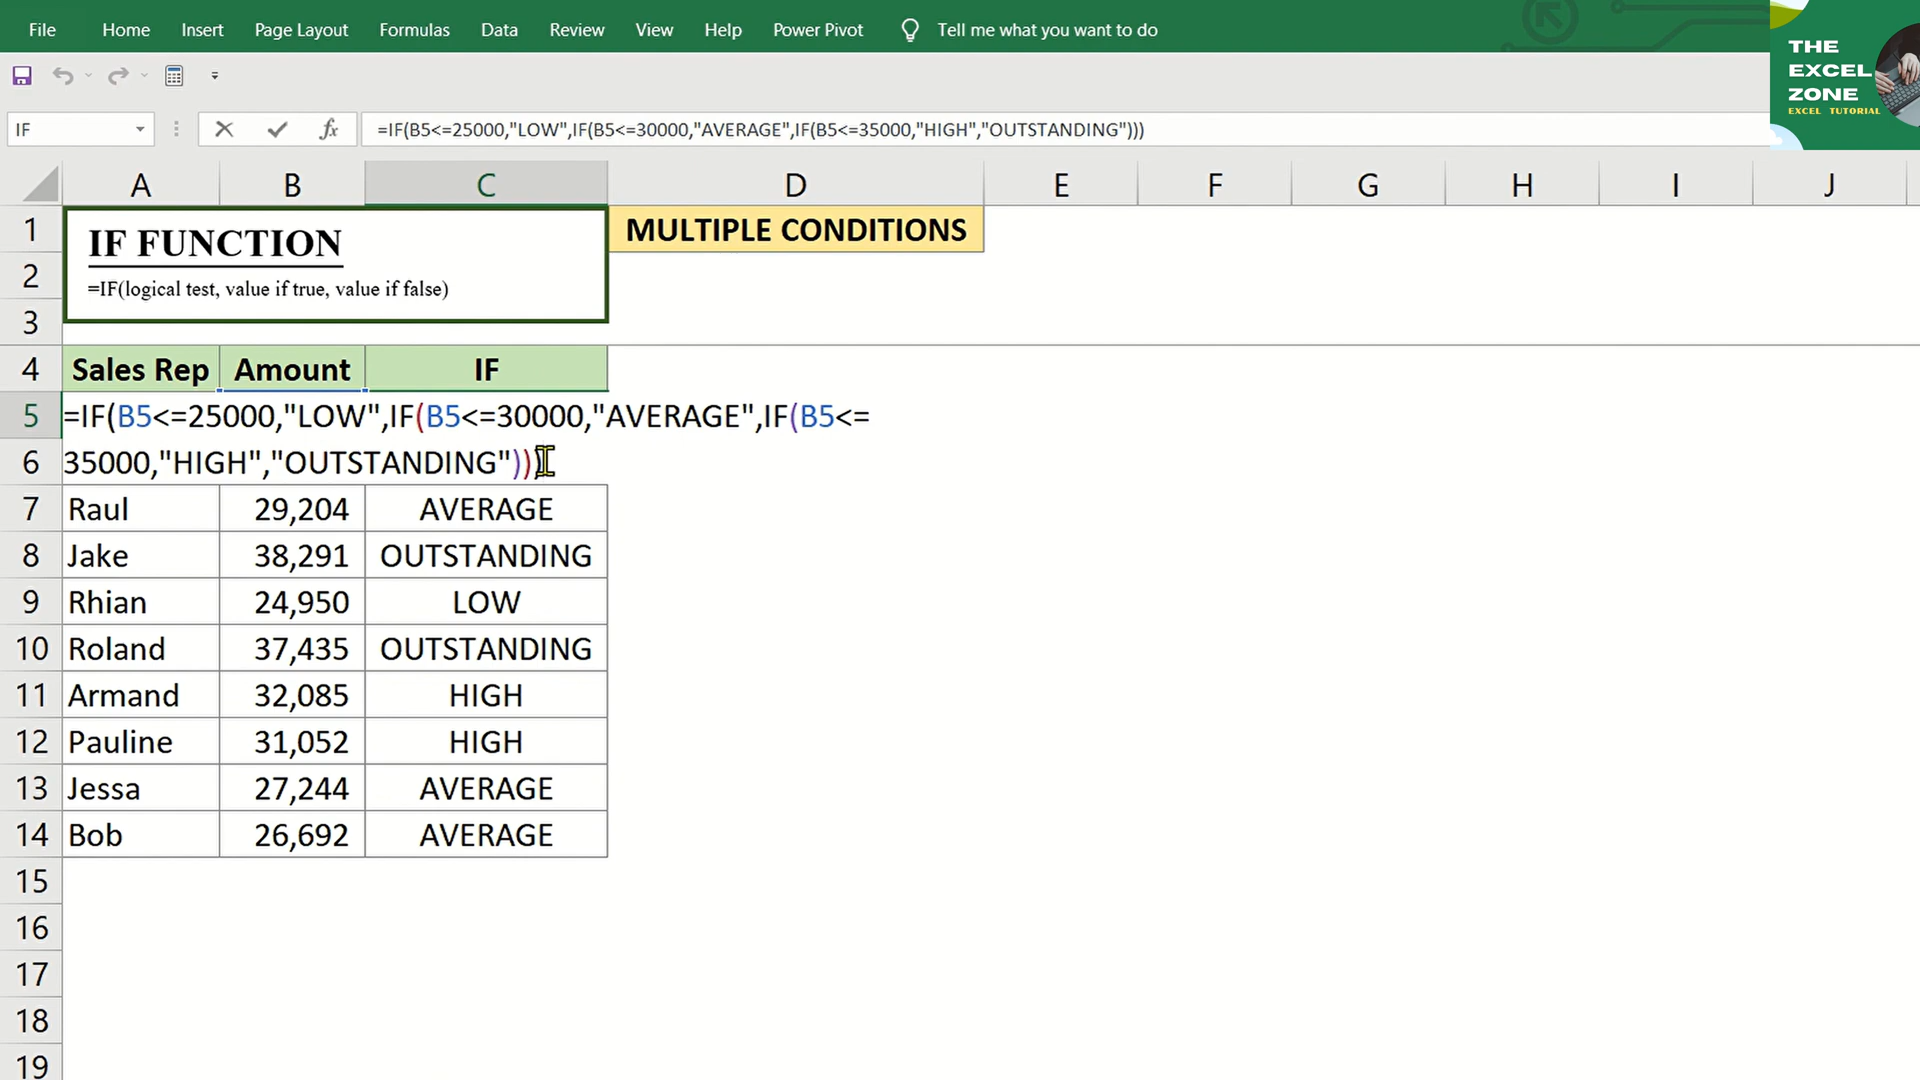 File Home Insert Page Layout Formulas Data Review View Help Power Pivot Tell me what you want to do
THE
EXCEL
ZONE
EXCEL TUTORIAL
IF fx =IF(B5<=25000,"LOW",IF(B5<=30000,"AVERAGE",IF(B5<=35000,"HIGH","OUTSTANDING")))
A B C D E F G H I J
1 IF FUNCTION MULTIPLE CONDITIONS
2 =IF(logical test, value if true, value if false)
3
4 Sales Rep Amount IF
5 =IF(B5<=25000,"LOW",IF(B5<=30000,"AVERAGE",IF(B5<=
6 35000,"HIGH","OUTSTANDING")))
7 Raul 29,204 AVERAGE
8 Jake 38,291 OUTSTANDING
9 Rhian 24,950 LOW
10 Roland 37,435 OUTSTANDING
11 Armand 32,085 HIGH
12 Pauline 31,052 HIGH
13 Jessa 27,244 AVERAGE
14 Bob 26,692 AVERAGE
15
16
17
18
19